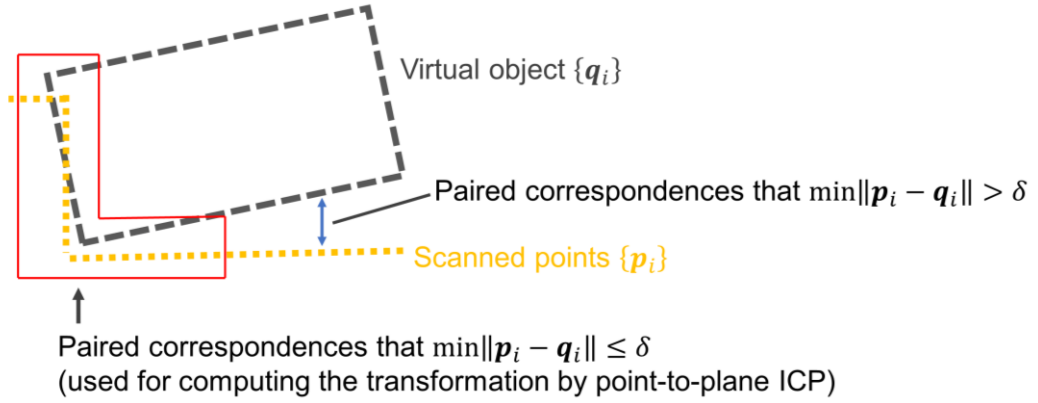 Virtual object {𝒒ᵢ}
Paired correspondences that min‖𝒑ᵢ − 𝒒ᵢ‖ > δ
Scanned points {𝒑ᵢ}
Paired correspondences that min‖𝒑ᵢ − 𝒒ᵢ‖ ≤ δ
(used for computing the transformation by point-to-plane ICP)